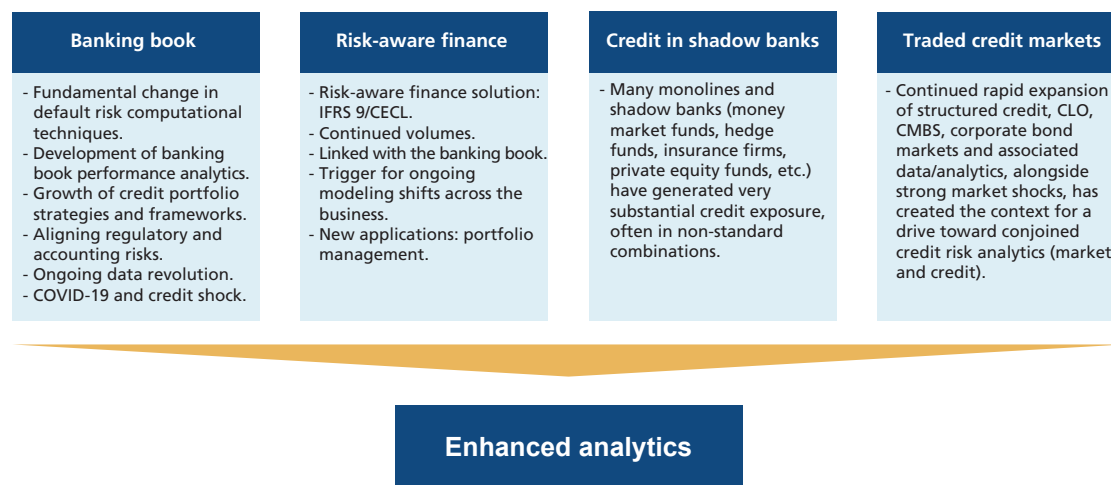 Banking book
- Fundamental change in
default risk computational
techniques.
- Development of banking
book performance analytics.
- Growth of credit portfolio
strategies and frameworks.
- Aligning regulatory and
accounting risks.
- Ongoing data revolution.
- COVID-19 and credit shock.
Risk-aware finance
- Risk-aware finance solution:
IFRS 9/CECL.
- Continued volumes.
- Linked with the banking book.
- Trigger for ongoing
modeling shifts across the
business.
- New applications: portfolio
management.
Credit in shadow banks
- Many monolines and
shadow banks (money
market funds, hedge
funds, insurance firms,
private equity funds, etc.)
have generated very
substantial credit exposure,
often in non-standard
combinations.
Traded credit markets
- Continued rapid expansion
of structured credit, CLO,
CMBS, corporate bond
markets and associated
data/analytics, alongside
strong market shocks, has
created the context for a
drive toward conjoined
credit risk analytics (market
and credit).
Enhanced analytics